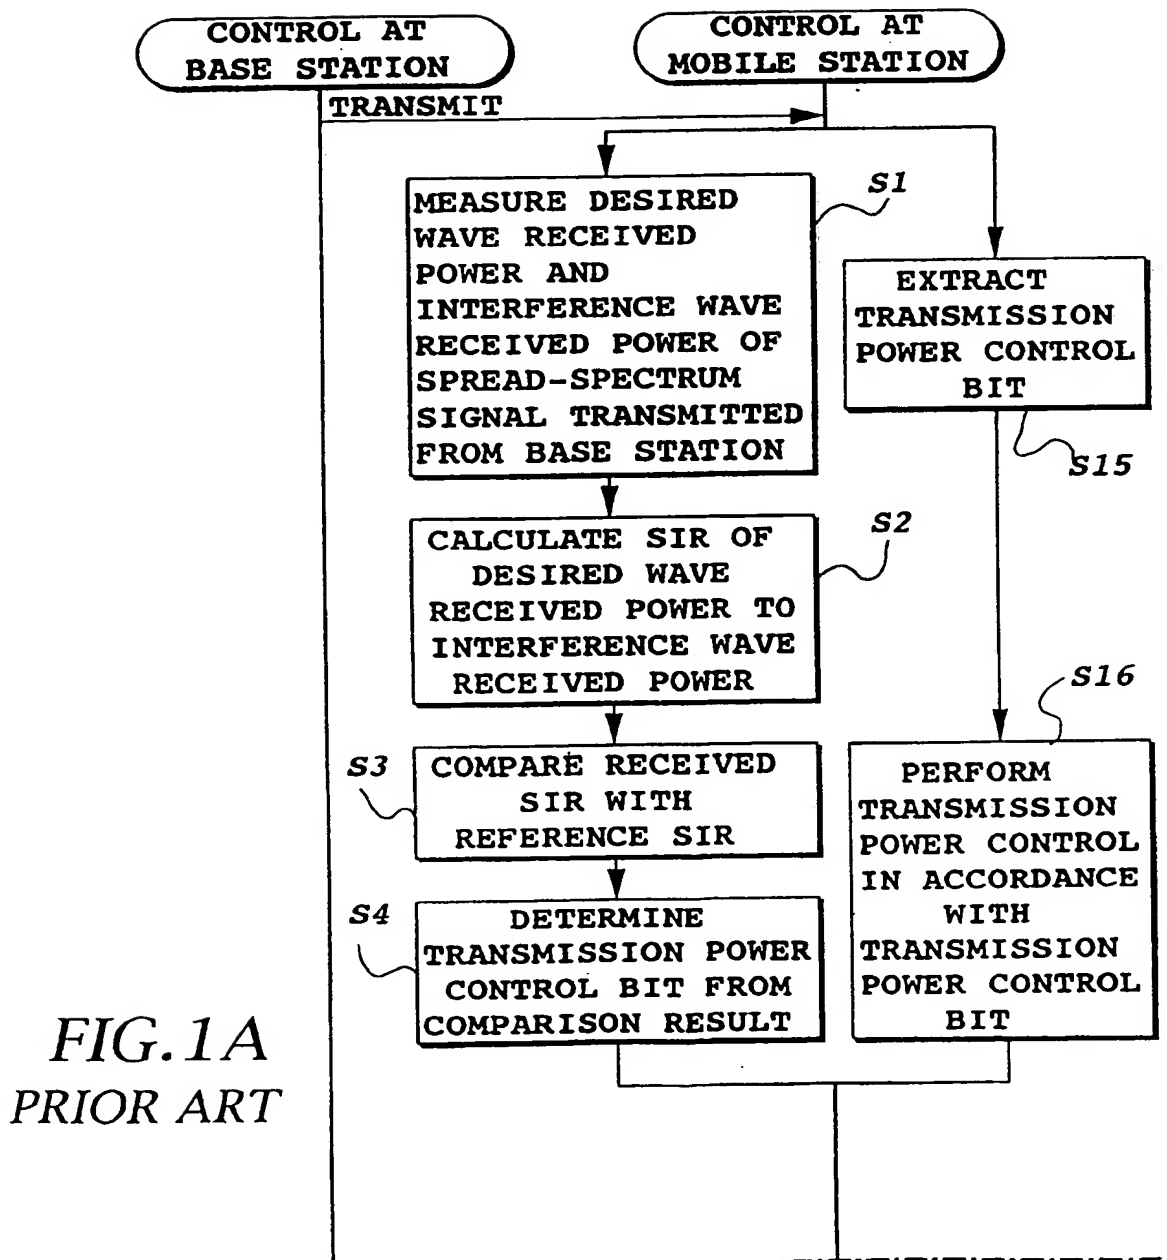 CONTROL AT
BASE STATION
CONTROL AT
MOBILE STATION
TRANSMIT
MEASURE DESIRED
WAVE RECEIVED
POWER AND
INTERFERENCE WAVE
RECEIVED POWER OF
SPREAD-SPECTRUM
SIGNAL TRANSMITTED
FROM BASE STATION
S1
EXTRACT
TRANSMISSION
POWER CONTROL
BIT
S15
CALCULATE SIR OF
DESIRED WAVE
RECEIVED POWER TO
INTERFERENCE WAVE
RECEIVED POWER
S2
S3
COMPARE RECEIVED
SIR WITH
REFERENCE SIR
S16
PERFORM
TRANSMISSION
POWER CONTROL
IN ACCORDANCE
WITH
TRANSMISSION
POWER CONTROL
BIT
S4
DETERMINE
TRANSMISSION POWER
CONTROL BIT FROM
COMPARISON RESULT
FIG.1A
PRIOR ART